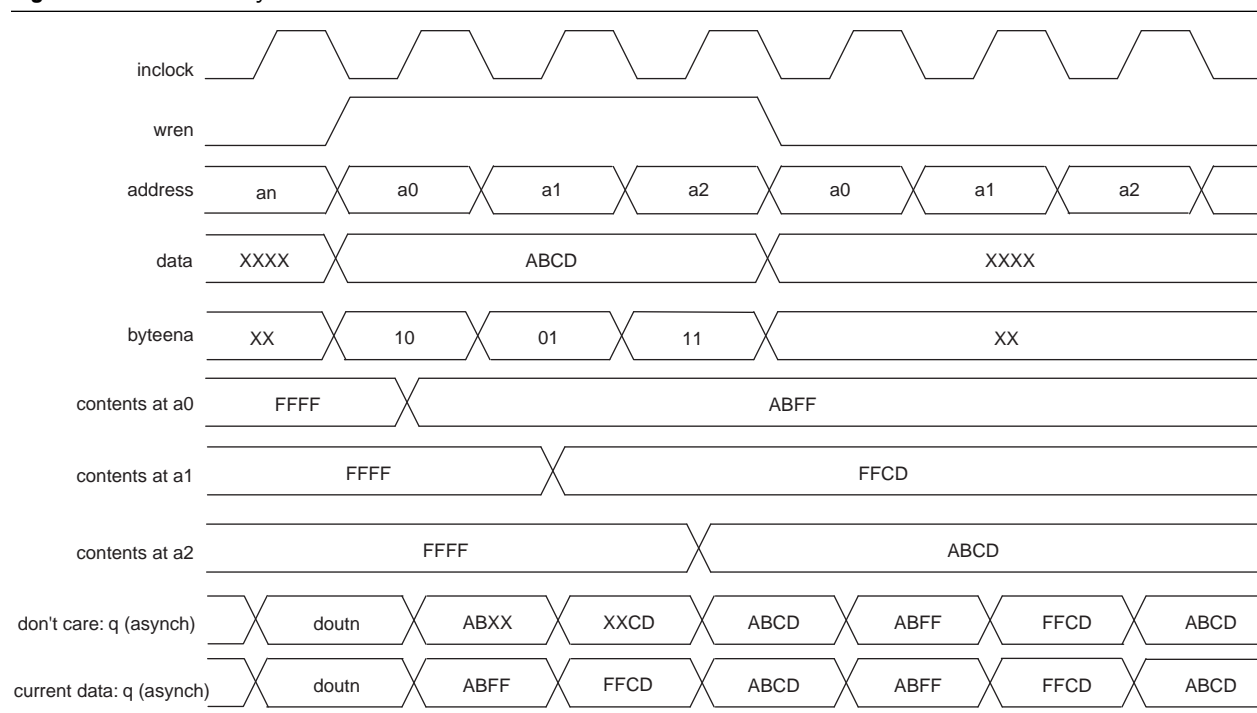 inclock
wren
address an a0 a1 a2 a0 a1 a2
data XXXX ABCD XXXX
byteena XX 10 01 11 XX
contents at a0 FFFF ABFF
contents at a1 FFFF FFCD
contents at a2 FFFF ABCD
don't care: q (asynch) doutn ABXX XXCD ABCD ABFF FFCD ABCD
current data: q (asynch) doutn ABFF FFCD ABCD ABFF FFCD ABCD